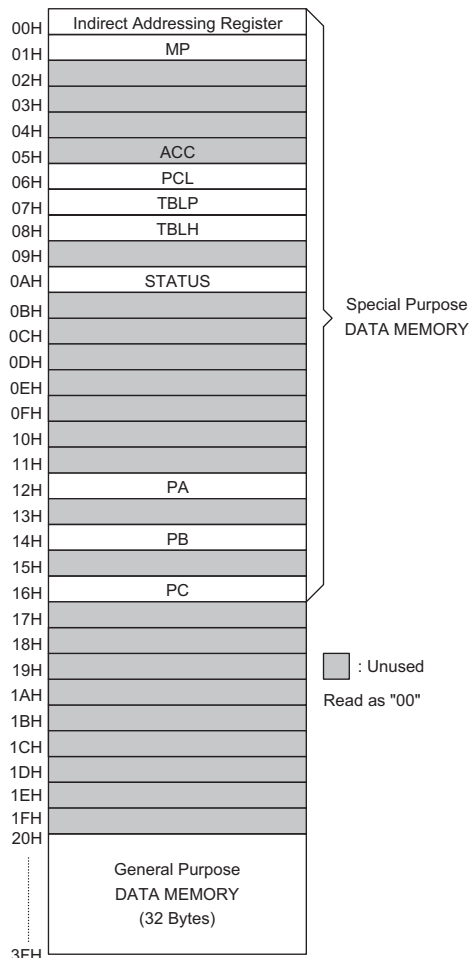 00H Indirect Addressing Register
01H MP
02H
03H
04H
05H ACC
06H PCL
07H TBLP
08H TBLH
09H
0AH STATUS
0BH
0CH
0DH
0EH
0FH
10H
11H
12H PA
13H
14H PB
15H
16H PC
17H
18H
19H
1AH
1BH
1CH
1DH
1EH
1FH
20H
General Purpose
DATA MEMORY
(32 Bytes)
3FH
Special Purpose
DATA MEMORY
: Unused
Read as "00"